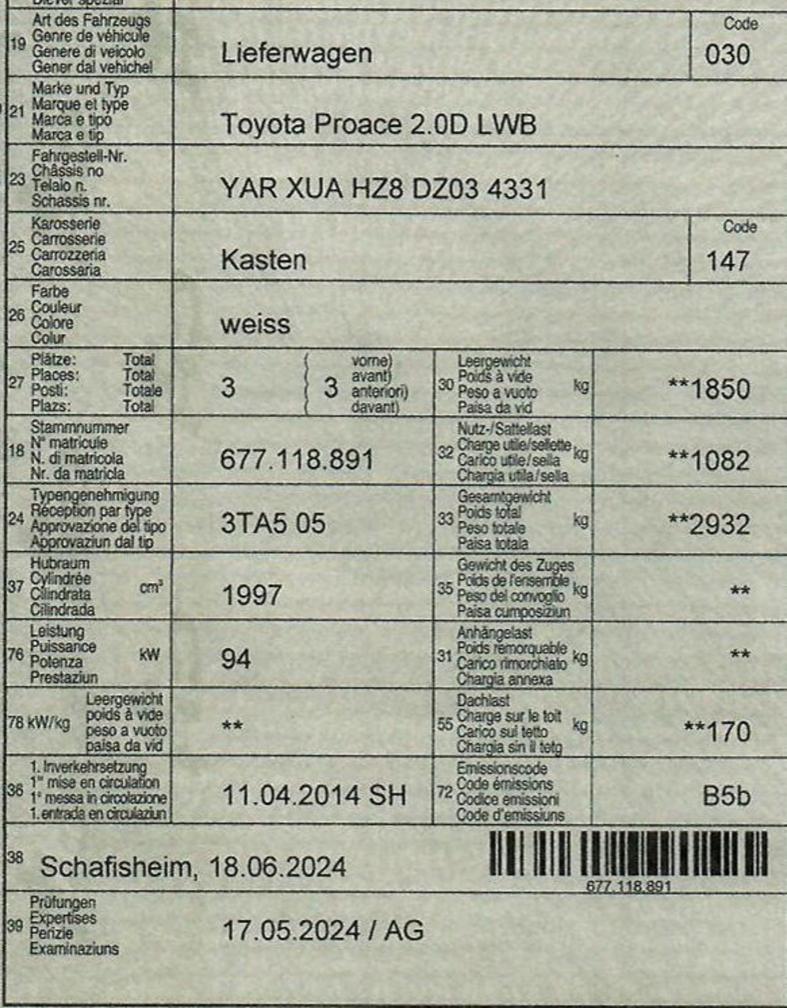 19 Art des Fahrzeugs
Genre de véhicule
Genere di veicolo
Gener dal vehichel
Lieferwagen
Code
030
21 Marke und Typ
Marque et type
Marca e tipo
Marca e tip
Toyota Proace 2.0D LWB
23 Fahrgestell-Nr.
Châssis no
Telaio n.
Schassis nr.
YAR XUA HZ8 DZ03 4331
25 Karosserie
Carrosserie
Carrozzeria
Carossaria
Kasten
Code
147
26 Farbe
Couleur
Colore
Colur
weiss
27 Plätze: Total
Places: Total
Posti: Totale
Plazs: Total
3
( vorne)
( avant)
3 anteriori)
( davant)
30 Leergewicht
Poids à vide
Peso a vuoto
Paisa da vid
kg
**1850
18 Stammnummer
N° matricule
N. di matricola
Nr. da matricla
677.118.891
32 Nutz-/Sattellast
Charge utile/sellette
Carico utile/sella
Chargia utila/sella
kg
**1082
24 Typengenehmigung
Réception par type
Approvazione del tipo
Approvaziun dal tip
3TA5 05
33 Gesamtgewicht
Poids total
Peso totale
Paisa totala
kg
**2932
37 Hubraum
Cylindrée
Cilindrata
Cilindrada
cm³
1997
35 Gewicht des Zuges
Poids de l'ensemble
Peso del convoglio
Paisa cumposiziun
kg
**
76 Leistung
Puissance
Potenza
Prestaziun
kW
94
31 Anhängelast
Poids remorquable
Carico rimorchiato
Chargia annexa
kg
**
78 kW/kg
Leergewicht
poids à vide
peso a vuoto
paisa da vid
**
55 Dachlast
Charge sur le toit
Carico sul tetto
Chargia sin il tetg
kg
**170
36 1. Inverkehrsetzung
1re mise en circulation
1a messa in circolazione
1. entrada en circulaziun
11.04.2014 SH
72 Emissionscode
Code émissions
Codice emissioni
Code d'emissiuns
B5b
38 Schafisheim, 18.06.2024
677.118.891
39 Prüfungen
Expertises
Perizie
Examinaziuns
17.05.2024 / AG